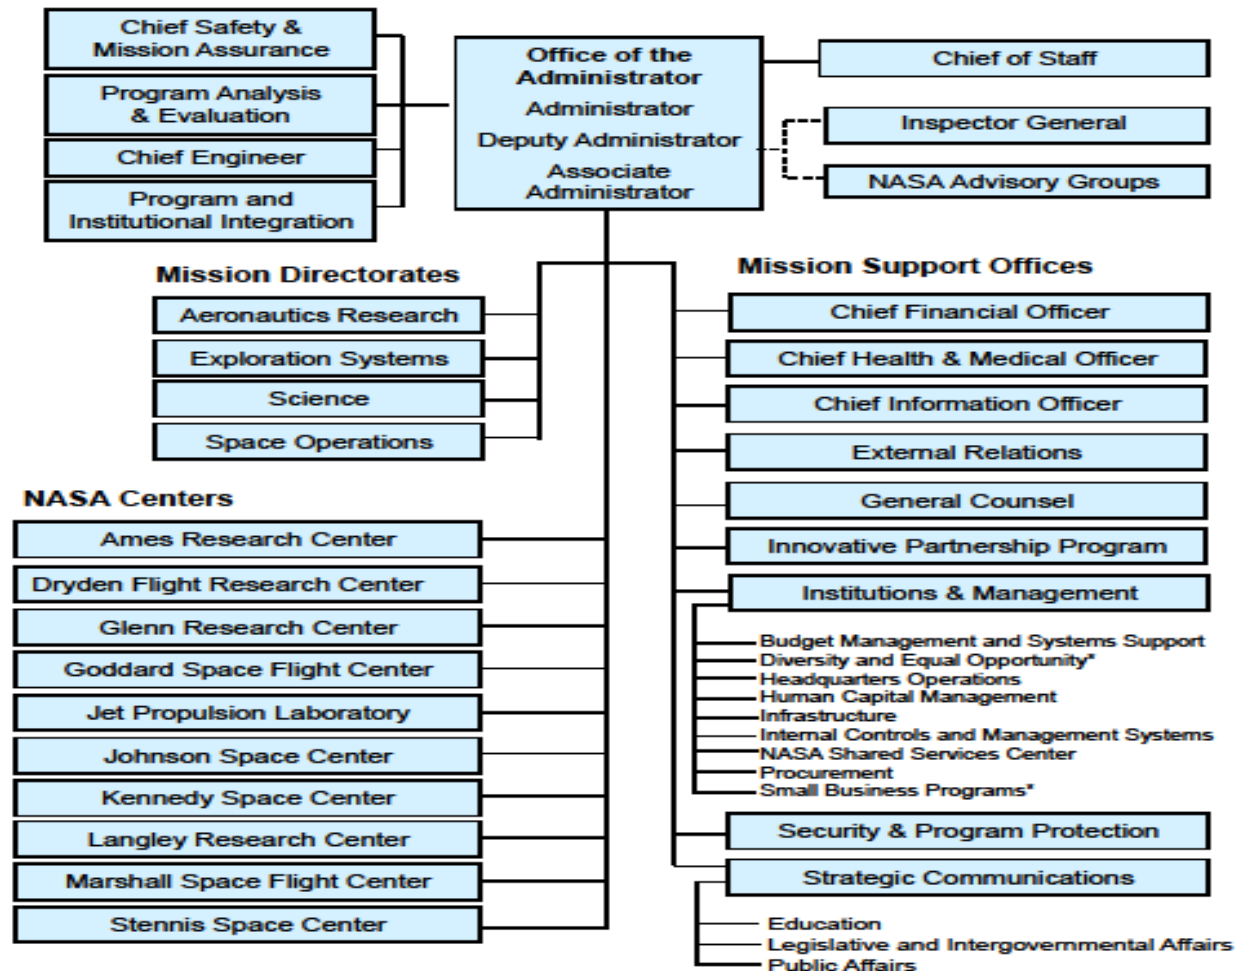 Chief Safety &
Mission Assurance
Program Analysis
& Evaluation
Chief Engineer
Program and
Institutional Integration
Office of the
Administrator
Administrator
Deputy Administrator
Associate
Administrator
Chief of Staff
Inspector General
NASA Advisory Groups
Mission Directorates
Aeronautics Research
Exploration Systems
Science
Space Operations
NASA Centers
Ames Research Center
Dryden Flight Research Center
Glenn Research Center
Goddard Space Flight Center
Jet Propulsion Laboratory
Johnson Space Center
Kennedy Space Center
Langley Research Center
Marshall Space Flight Center
Stennis Space Center
Mission Support Offices
Chief Financial Officer
Chief Health & Medical Officer
Chief Information Officer
External Relations
General Counsel
Innovative Partnership Program
Institutions & Management
Budget Management and Systems Support
Diversity and Equal Opportunity*
Headquarters Operations
Human Capital Management
Infrastructure
Internal Controls and Management Systems
NASA Shared Services Center
Procurement
Small Business Programs*
Security & Program Protection
Strategic Communications
Education
Legislative and Intergovernmental Affairs
Public Affairs